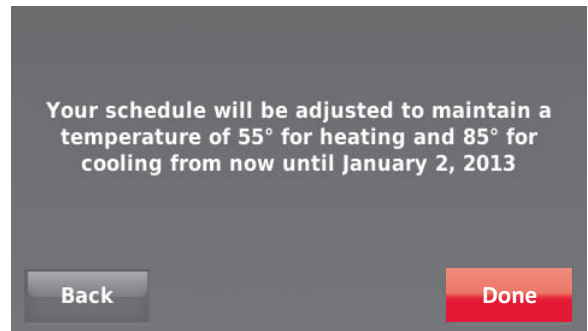 Your schedule will be adjusted to maintain a
temperature of 55° for heating and 85° for
cooling from now until January 2, 2013
Back
Done